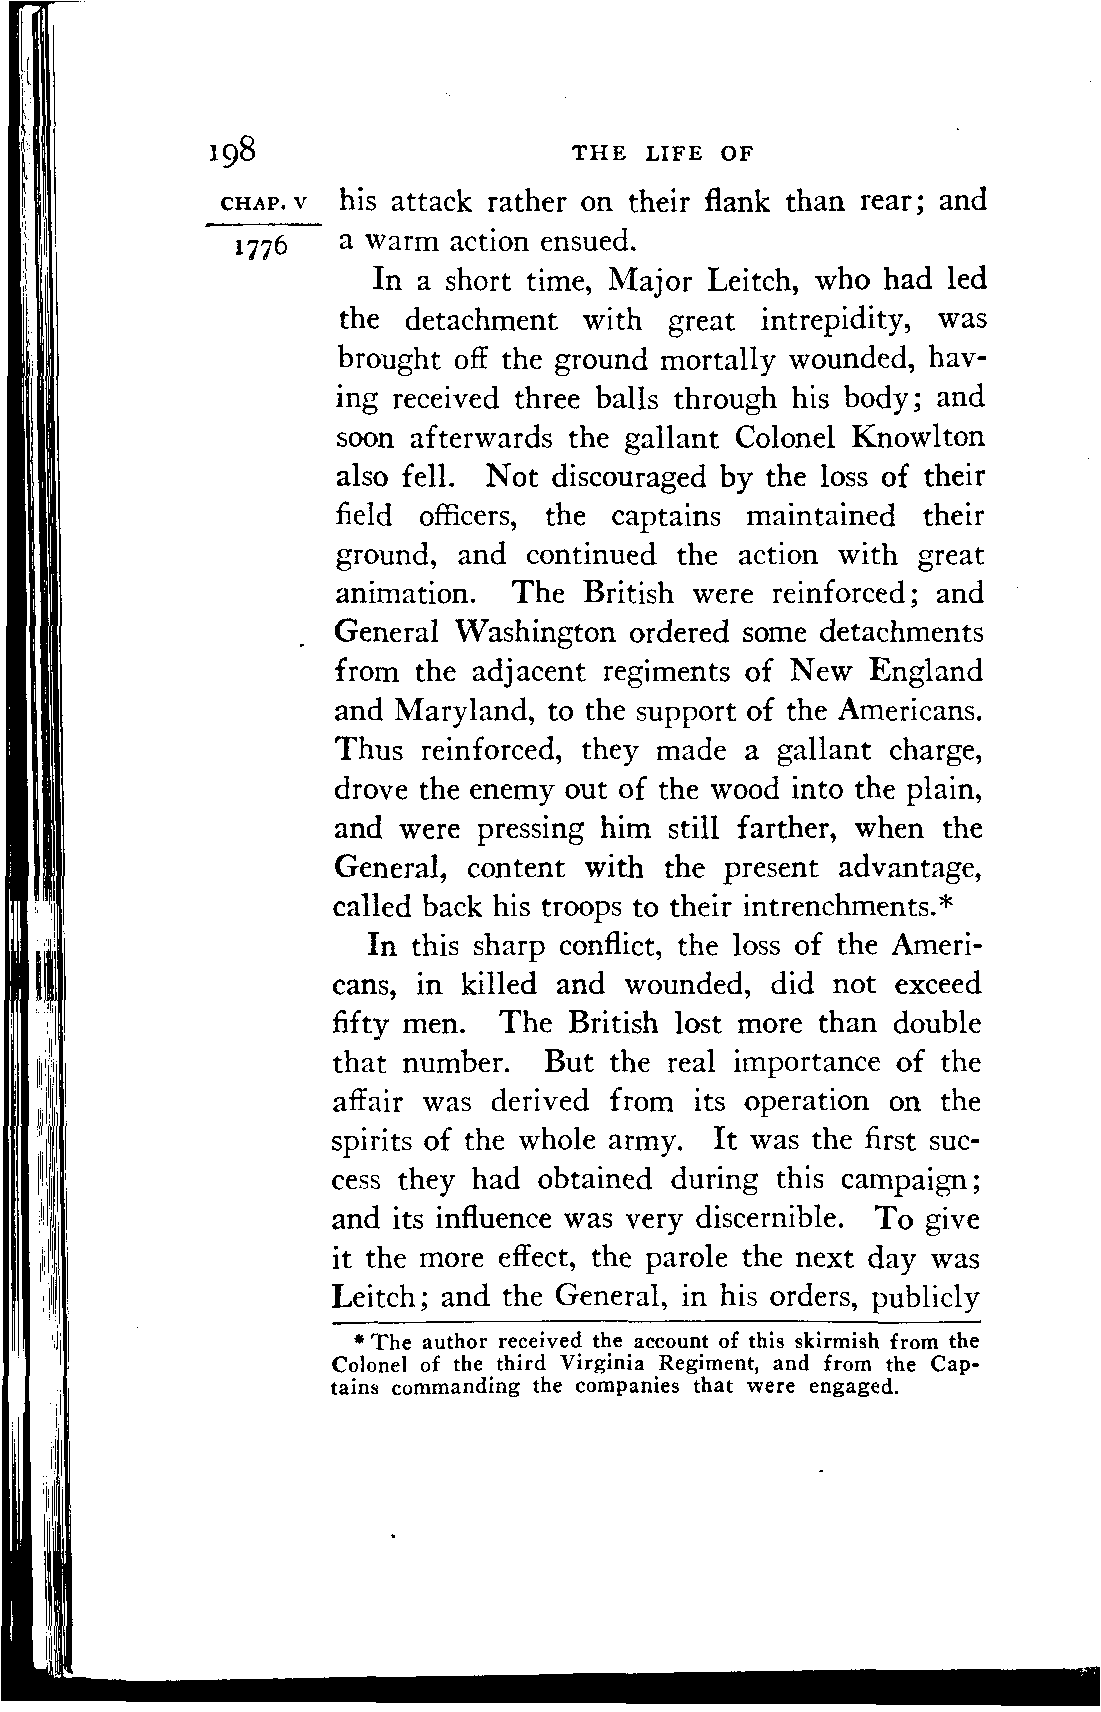 198 THE LIFE OF
CHAP. V his attack rather on their flank than rear; and
1776 a warm action ensued.
In a short time, Major Leitch, who had led
the detachment with great intrepidity, was
brought off the ground mortally wounded, hav-
ing received three balls through his body; and
soon afterwards the gallant Colonel Knowlton
also fell. Not discouraged by the loss of their
field officers, the captains maintained their
ground, and continued the action with great
animation. The British were reinforced; and
General Washington ordered some detachments
from the adjacent regiments of New England
and Maryland, to the support of the Americans.
Thus reinforced, they made a gallant charge,
drove the enemy out of the wood into the plain,
and were pressing him still farther, when the
General, content with the present advantage,
called back his troops to their intrenchments.*
In this sharp conflict, the loss of the Ameri-
cans, in killed and wounded, did not exceed
fifty men. The British lost more than double
that number. But the real importance of the
affair was derived from its operation on the
spirits of the whole army. It was the first suc-
cess they had obtained during this campaign;
and its influence was very discernible. To give
it the more effect, the parole the next day was
Leitch; and the General, in his orders, publicly
* The author received the account of this skirmish from the
Colonel of the third Virginia Regiment, and from the Cap-
tains commanding the companies that were engaged.